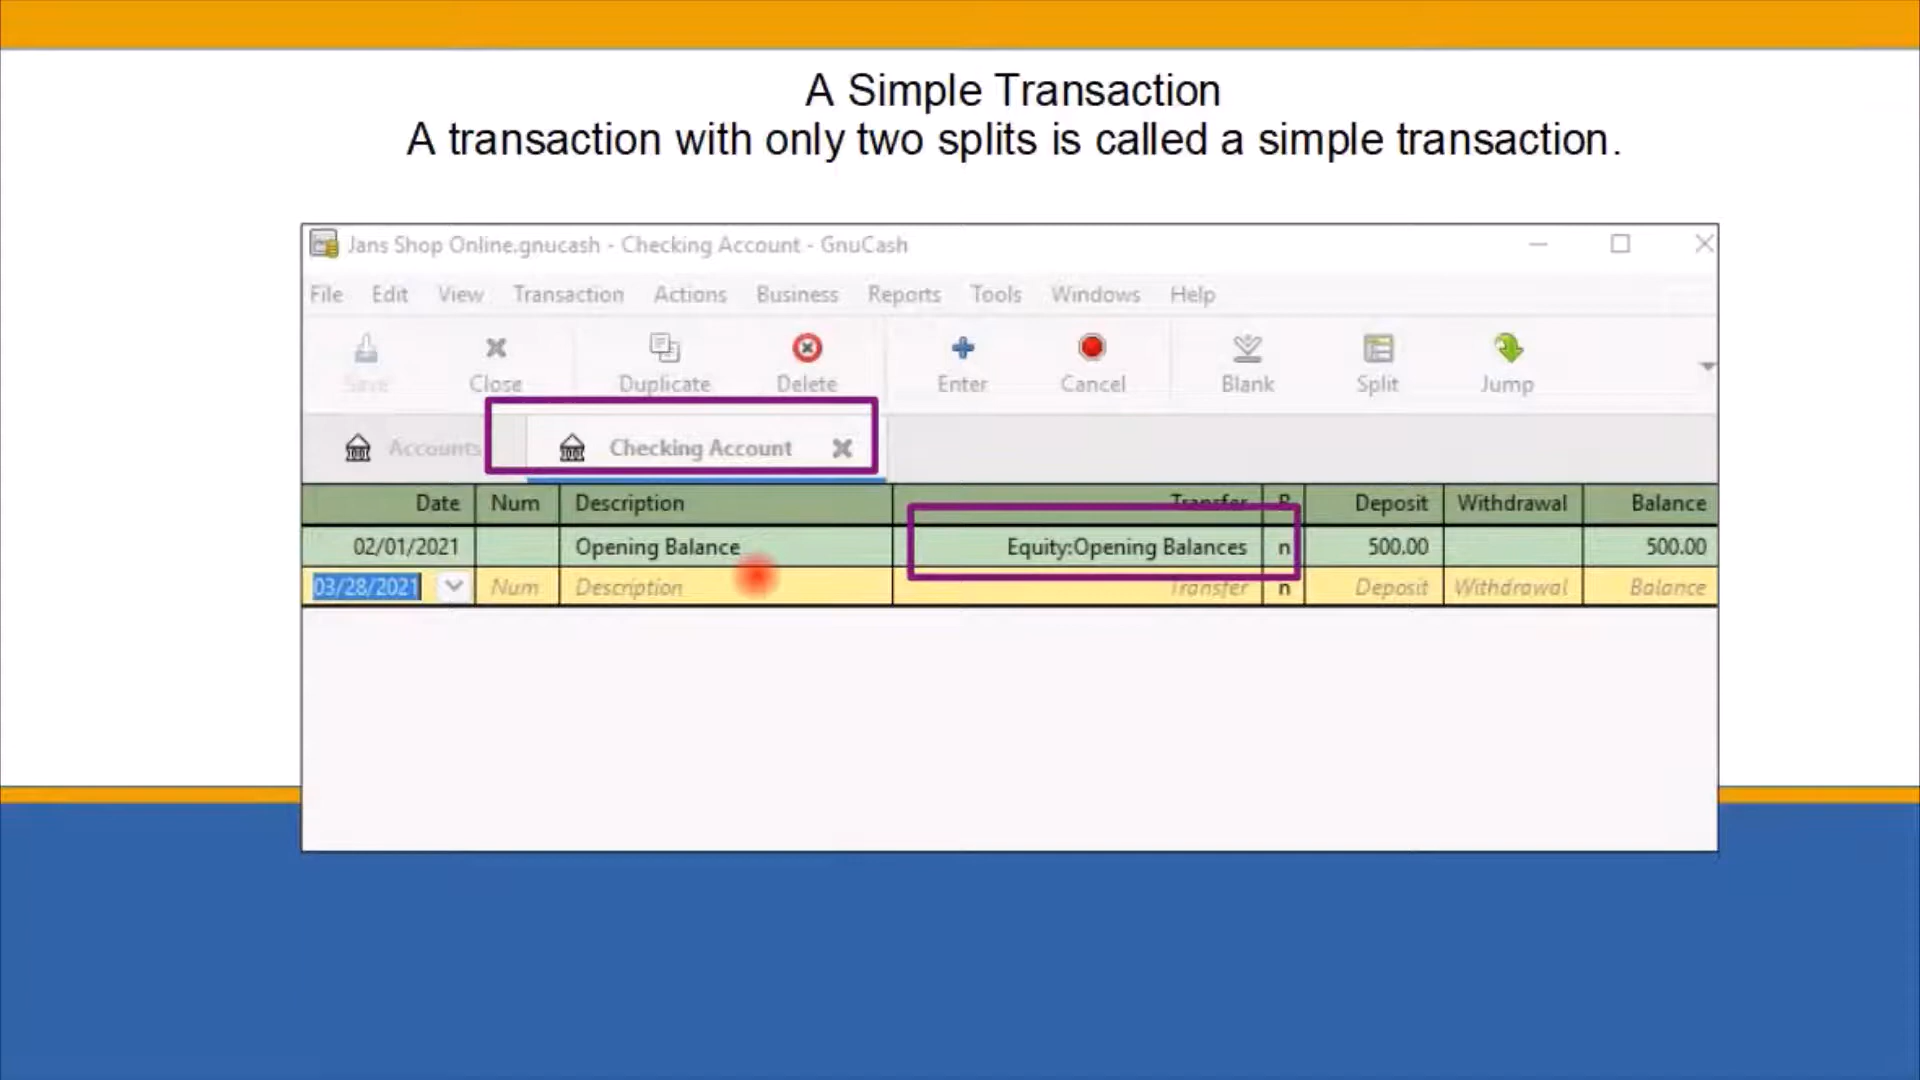 A Simple Transaction
A transaction with only two splits is called a simple transaction.
Jans Shop Online.gnucash - Checking Account - GnuCash
File Edit View Transaction Actions Business Reports Tools Windows Help
Save Close Duplicate Delete Enter Cancel Blank Split Jump
Accounts Checking Account
Date Num Description Transfer R Deposit Withdrawal Balance
02/01/2021 Opening Balance Equity:Opening Balances n 500.00 500.00
03/28/2021 Num Description Transfer n Deposit Withdrawal Balance